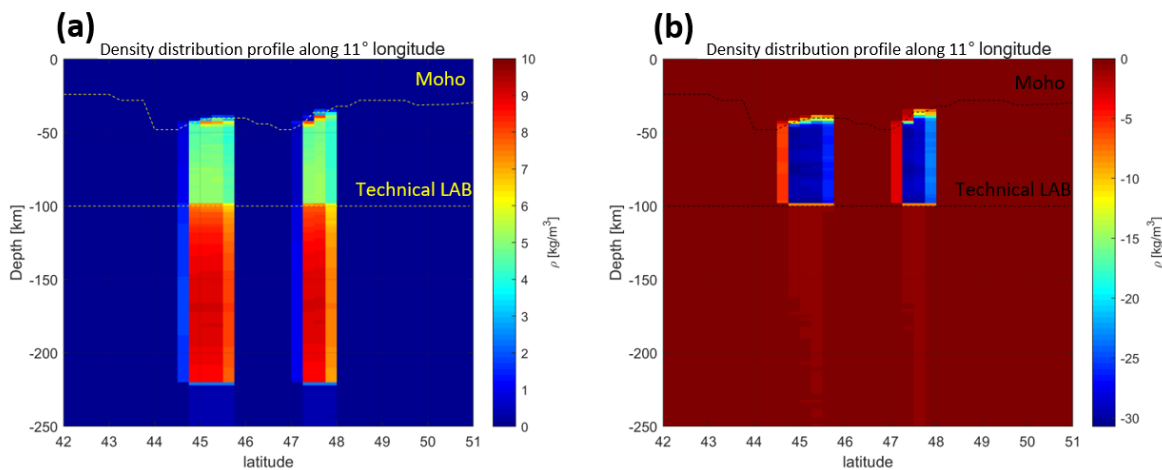 (a)
Density distribution profile along 11° longitude
Moho
Technical LAB
0
-50
-100
-150
-200
-250
Depth [km]
42 43 44 45 46 47 48 49 50 51
latitude
10
9
8
7
6
5
4
3
2
1
0
ρ [kg/m³]
(b)
Density distribution profile along 11° longitude
Moho
Technical LAB
0
-50
-100
-150
-200
-250
Depth [km]
42 43 44 45 46 47 48 49 50 51
latitude
0
-5
-10
-15
-20
-25
-30
ρ [kg/m³]